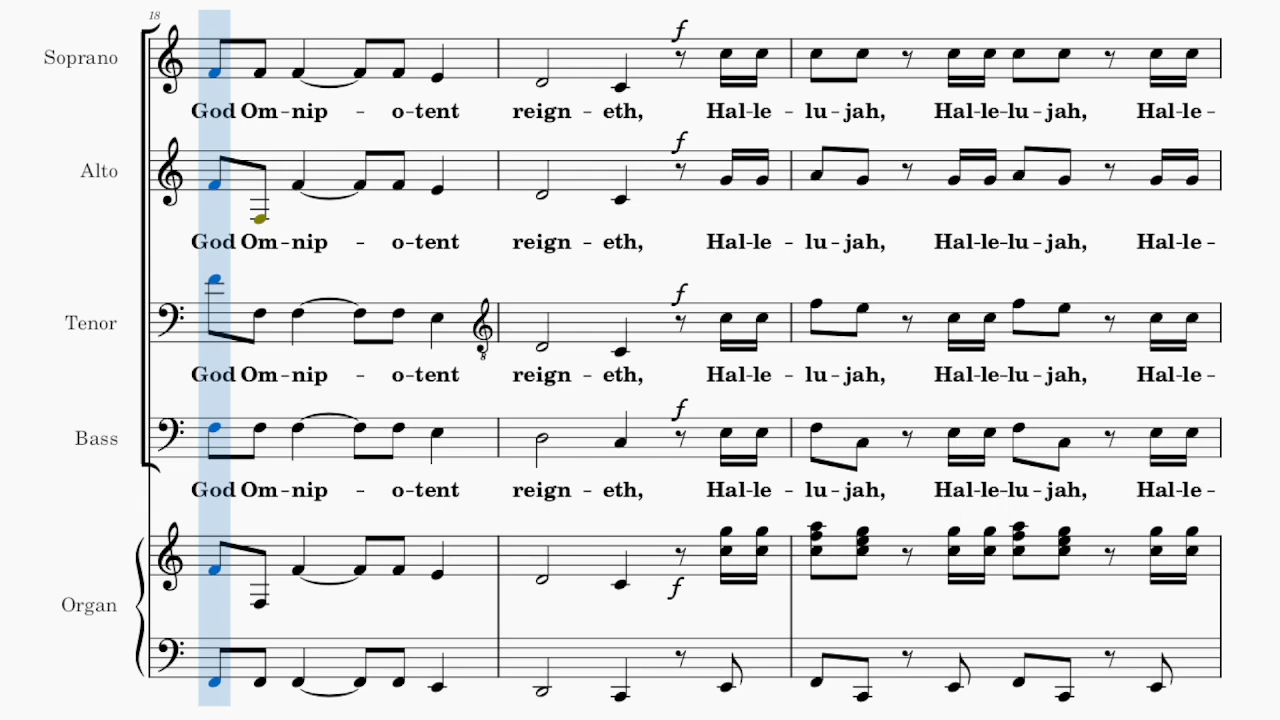 18
f
Soprano
God Om-nip - o-tent reign - eth, Hal-le - lu-jah, Hal-le-lu-jah, Hal-le-
f
Alto
God Om-nip - o-tent reign - eth, Hal-le - lu-jah, Hal-le-lu-jah, Hal-le-
f
Tenor
God Om-nip - o-tent reign - eth, Hal-le - lu-jah, Hal-le-lu-jah, Hal-le-
f
Bass
God Om-nip - o-tent reign - eth, Hal-le - lu-jah, Hal-le-lu-jah, Hal-le-
f
Organ